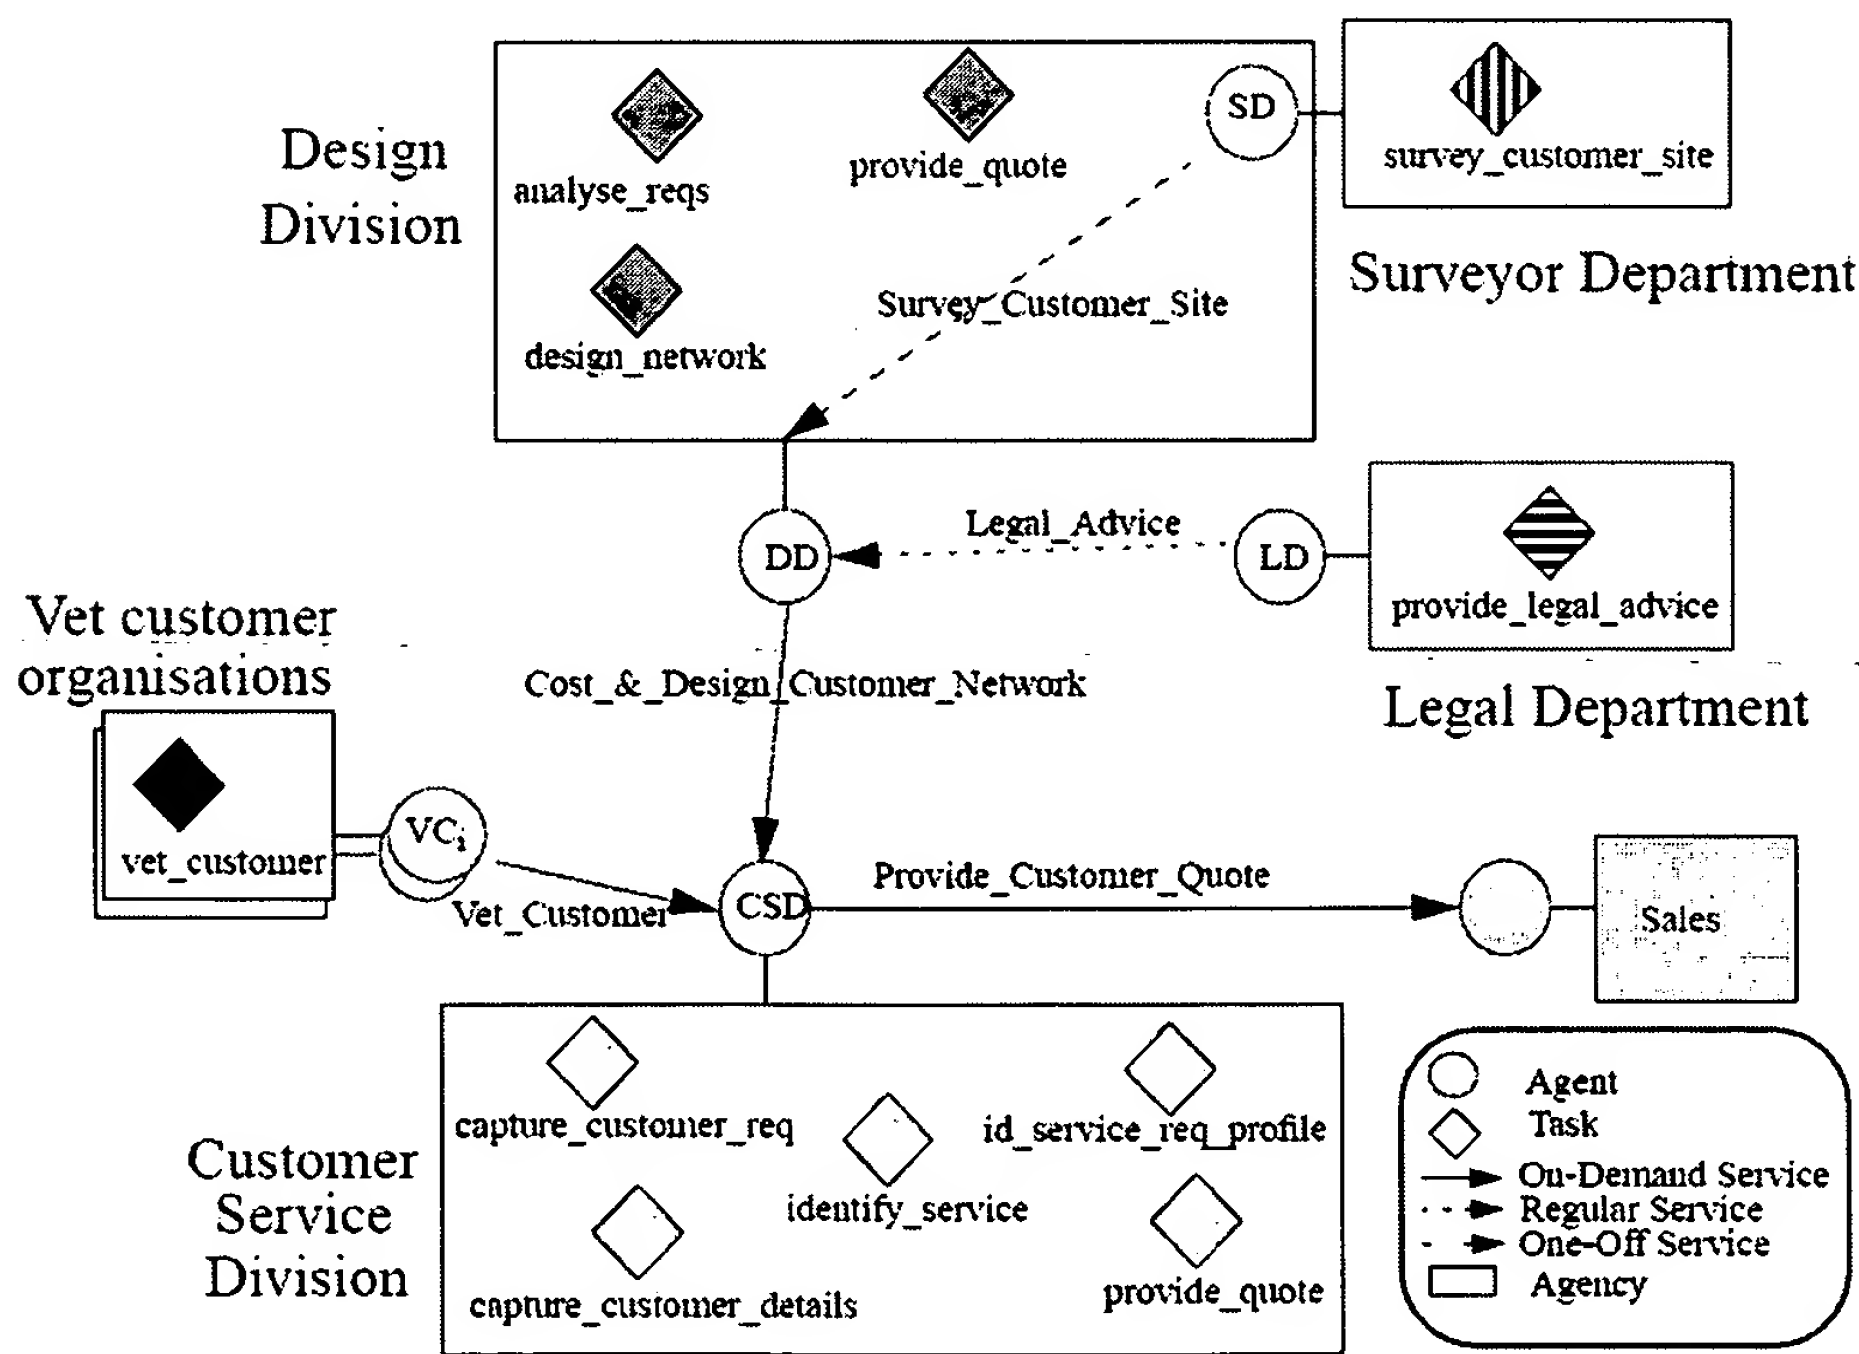 Design
Division
analyse_reqs
provide_quote
design_network
SD
survey_customer_site
Surveyor Department
Survey_Customer_Site
DD
Legal_Advice
LD
provide_legal_advice
Legal Department
Vet customer
organisations
vet_customer
VCi
Vet_Customer
Cost_&_Design_Customer_Network
CSD
Provide_Customer_Quote
Sales
Customer
Service
Division
capture_customer_req
id_service_req_profile
identify_service
capture_customer_details
provide_quote
Agent
Task
On-Demand Service
Regular Service
One-Off Service
Agency